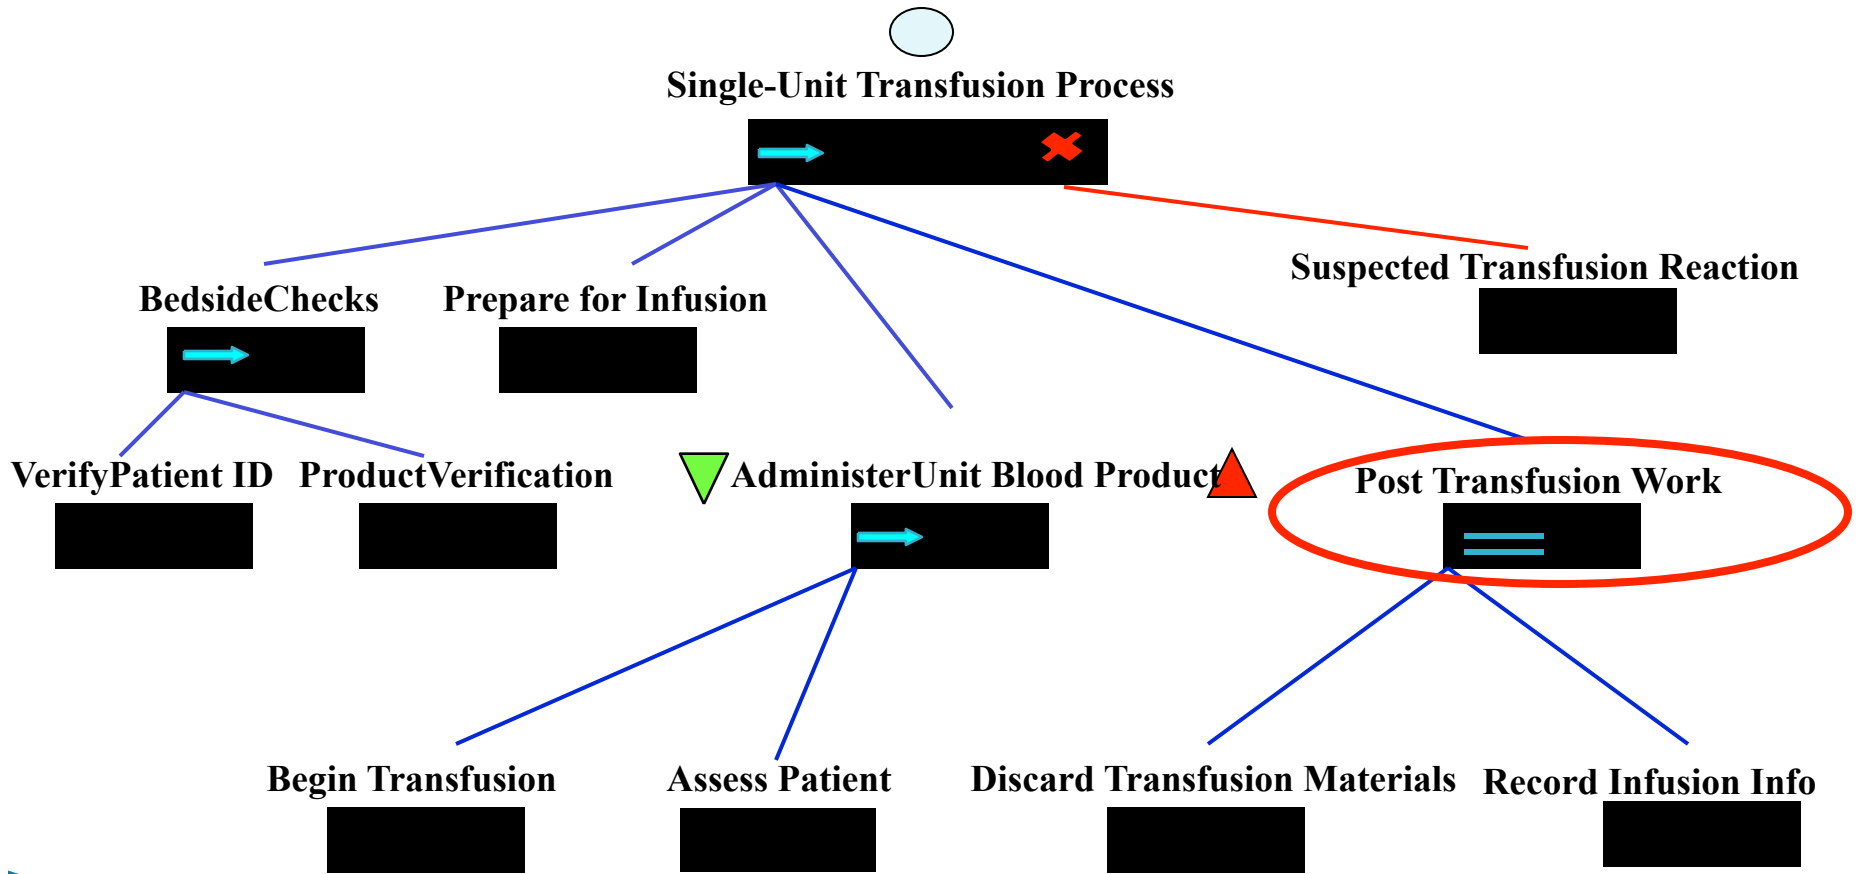 Single-Unit Transfusion Process
Suspected Transfusion Reaction
BedsideChecks
Prepare for Infusion
VerifyPatient ID
ProductVerification
AdministerUnit Blood Product
Post Transfusion Work
Begin Transfusion
Assess Patient
Discard Transfusion Materials
Record Infusion Info